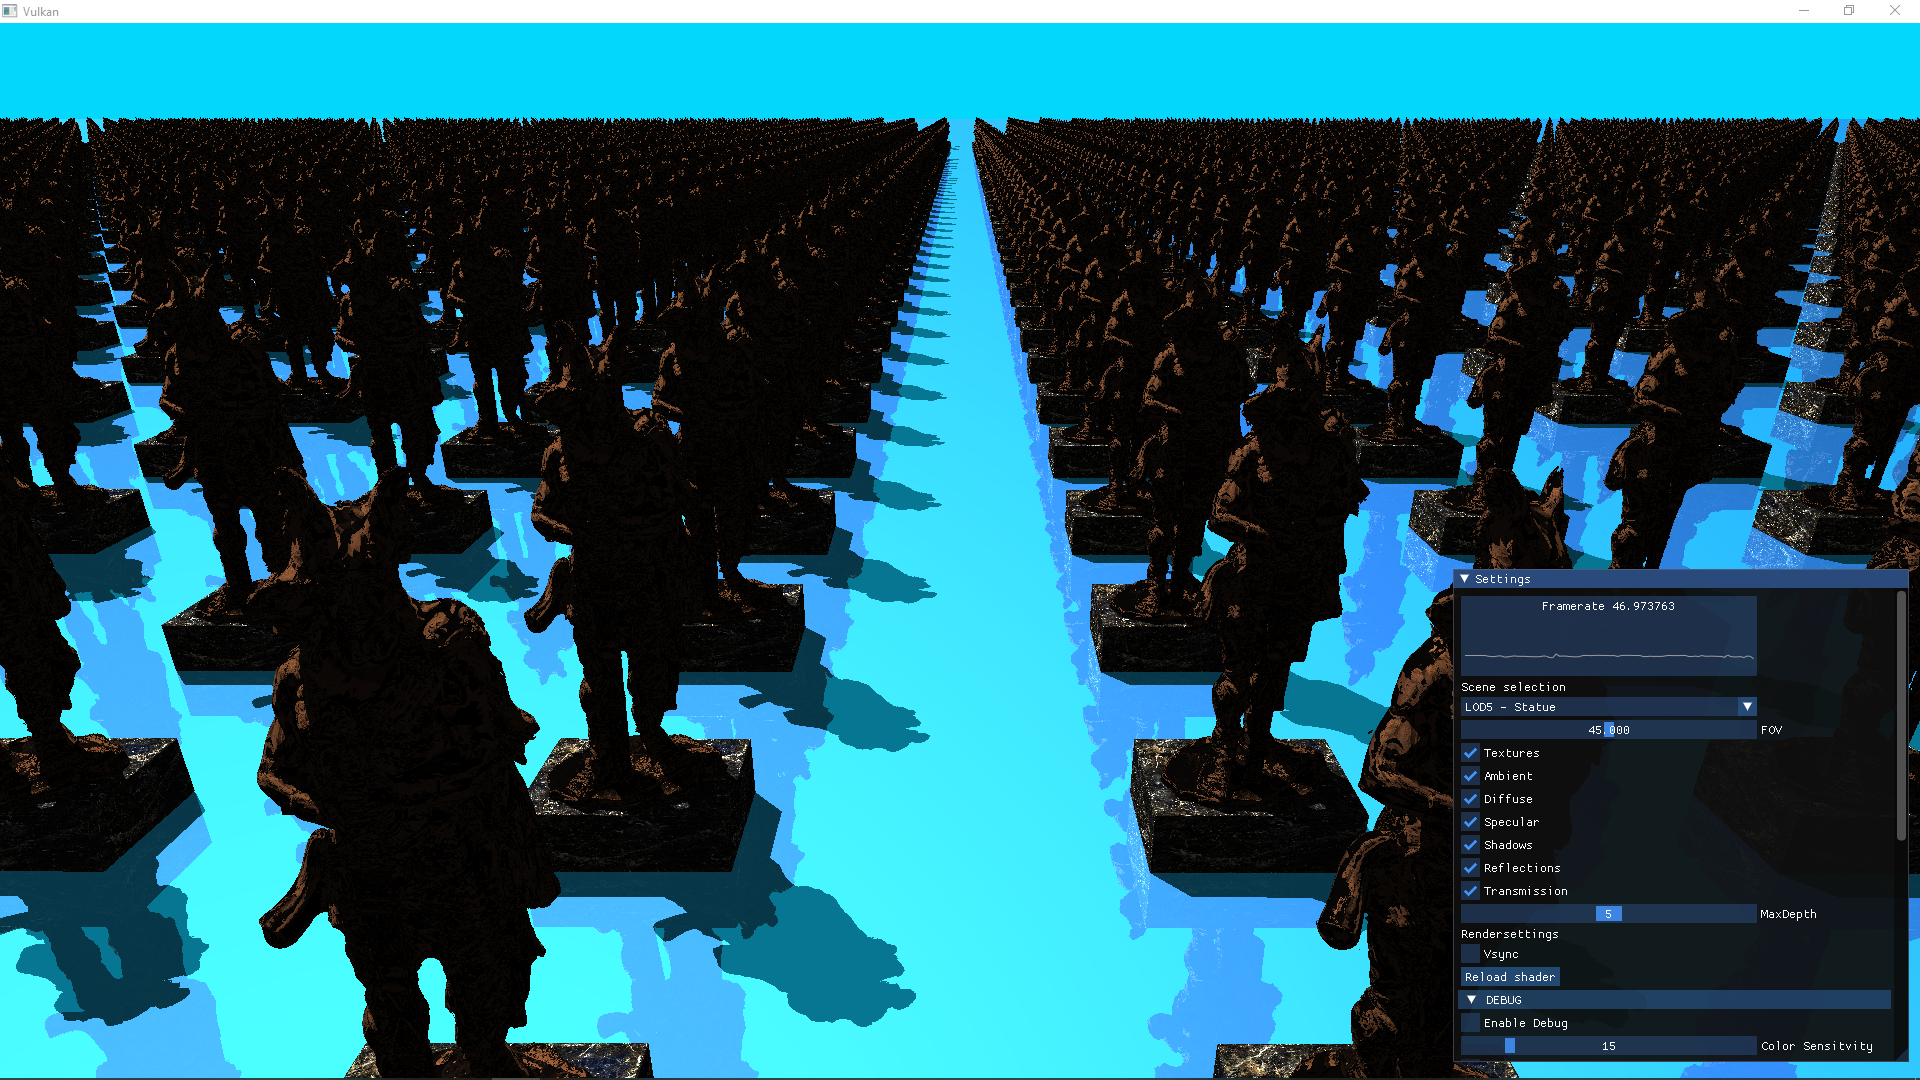 Vulkan
Settings
Framerate 46.973763
Scene selection
LOD5 - Statue
45.000 FOV
Textures
Ambient
Diffuse
Specular
Shadows
Reflections
Transmission
5 MaxDepth
Rendersettings
Vsync
Reload shader
DEBUG
Enable Debug
15 Color Sensitvity